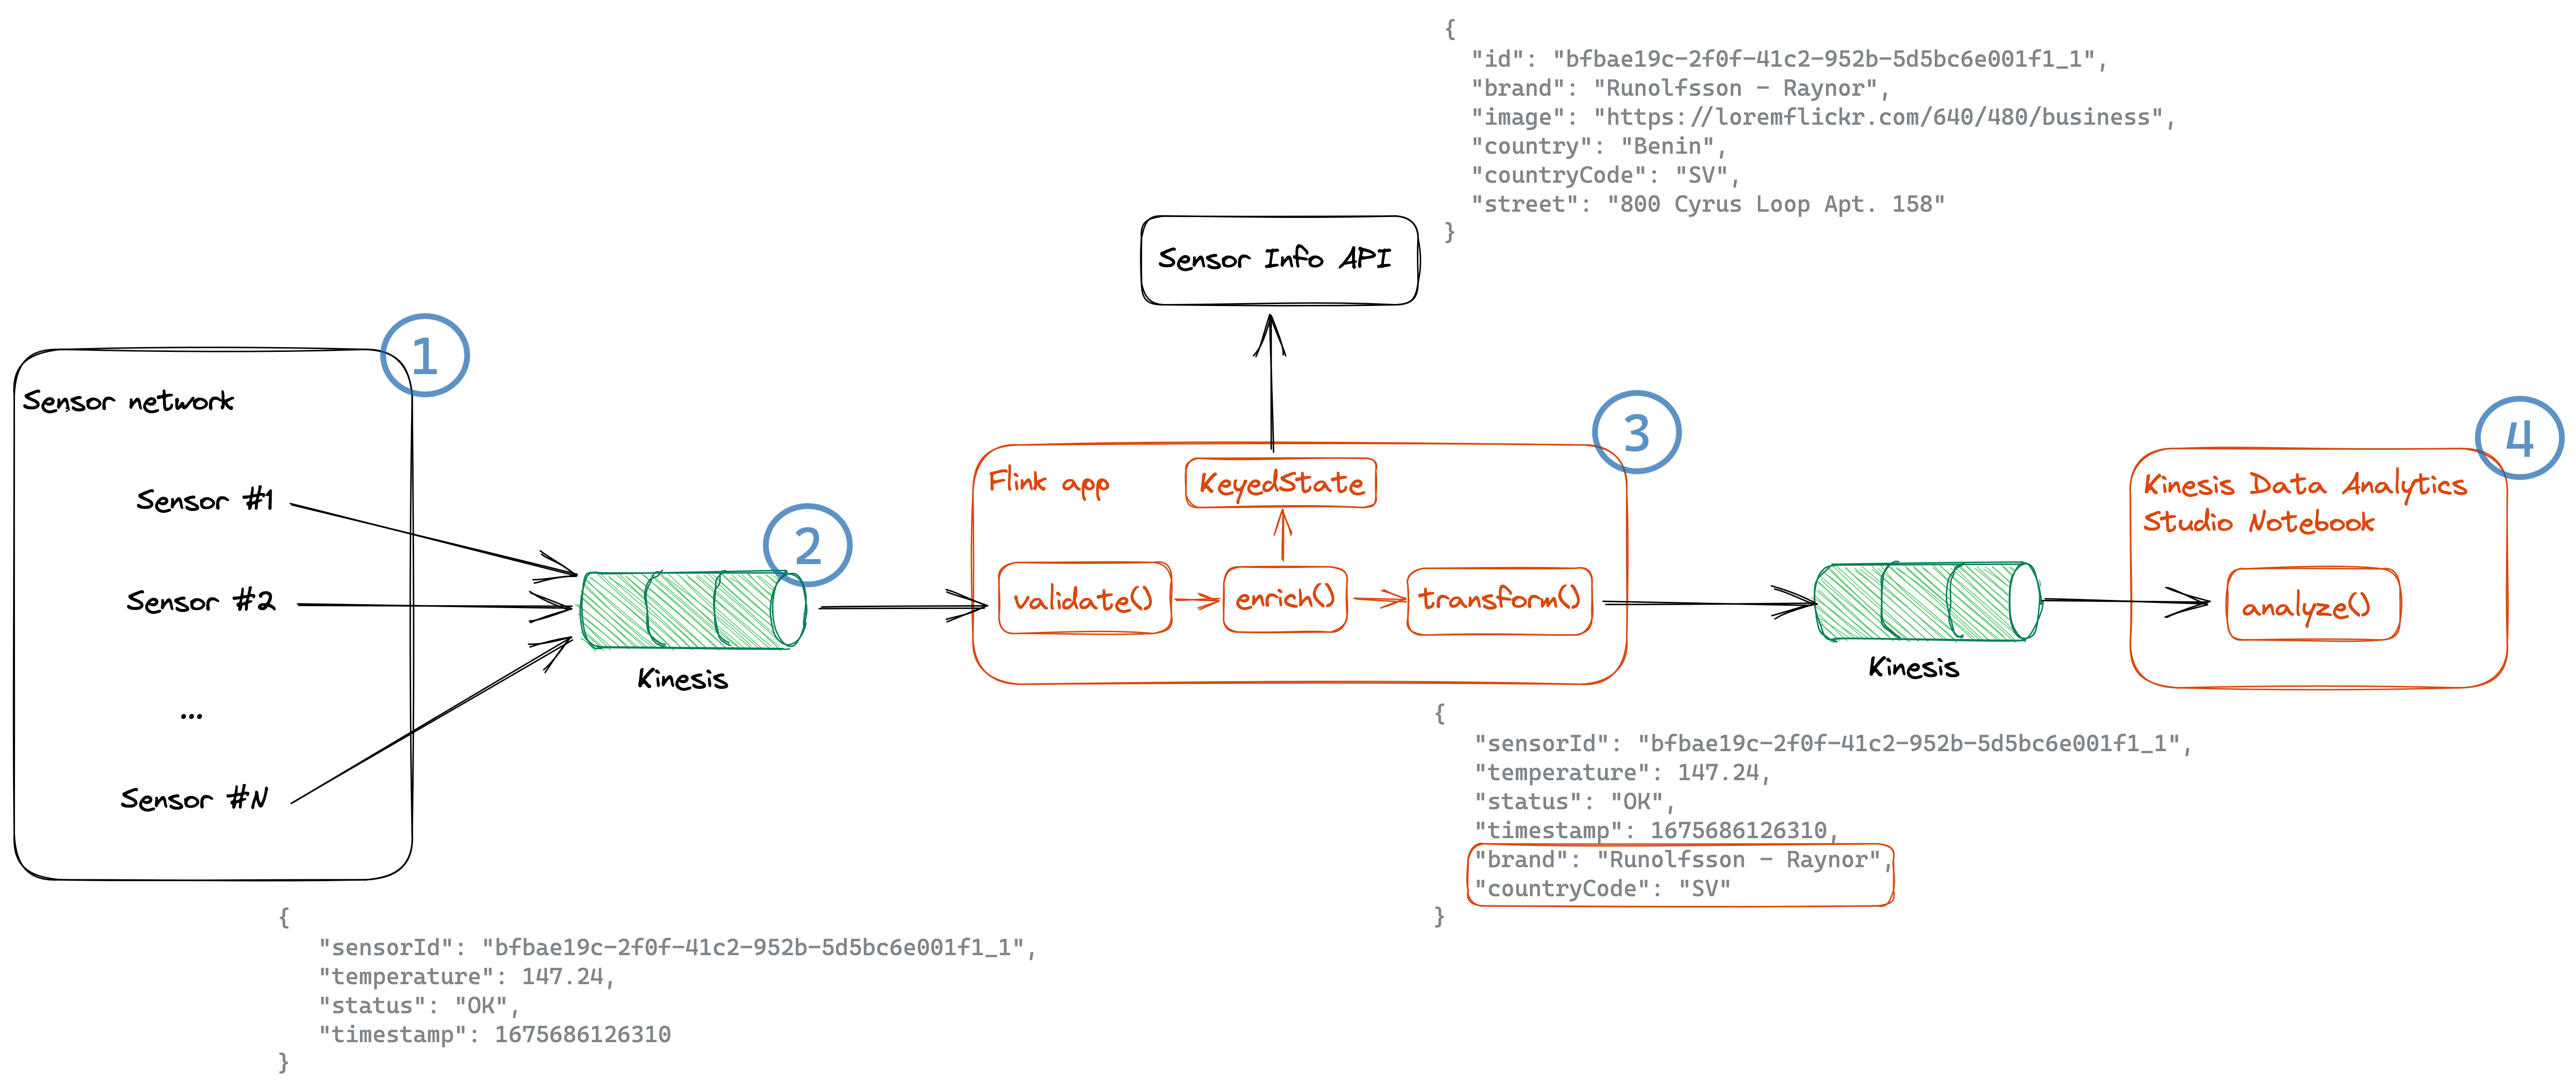 {
"id": "bfbae19c-2f0f-41c2-952b-5d5bc6e001f1_1",
"brand": "Runolfsson - Raynor",
"image": "https://loremflickr.com/640/480/business",
"country": "Benin",
"countryCode": "SV",
"street": "800 Cyrus Loop Apt. 158"
}
Sensor Info API
1
Sensor network
Sensor #1
Sensor #2
...
Sensor #N
2
Kinesis
3
Flink app
KeyedState
validate()
enrich()
transform()
Kinesis
4
Kinesis Data Analytics
Studio Notebook
analyze()
{
"sensorId": "bfbae19c-2f0f-41c2-952b-5d5bc6e001f1_1",
"temperature": 147.24,
"status": "OK",
"timestamp": 1675686126310,
"brand": "Runolfsson - Raynor",
"countryCode": "SV"
}
{
"sensorId": "bfbae19c-2f0f-41c2-952b-5d5bc6e001f1_1",
"temperature": 147.24,
"status": "OK",
"timestamp": 1675686126310
}